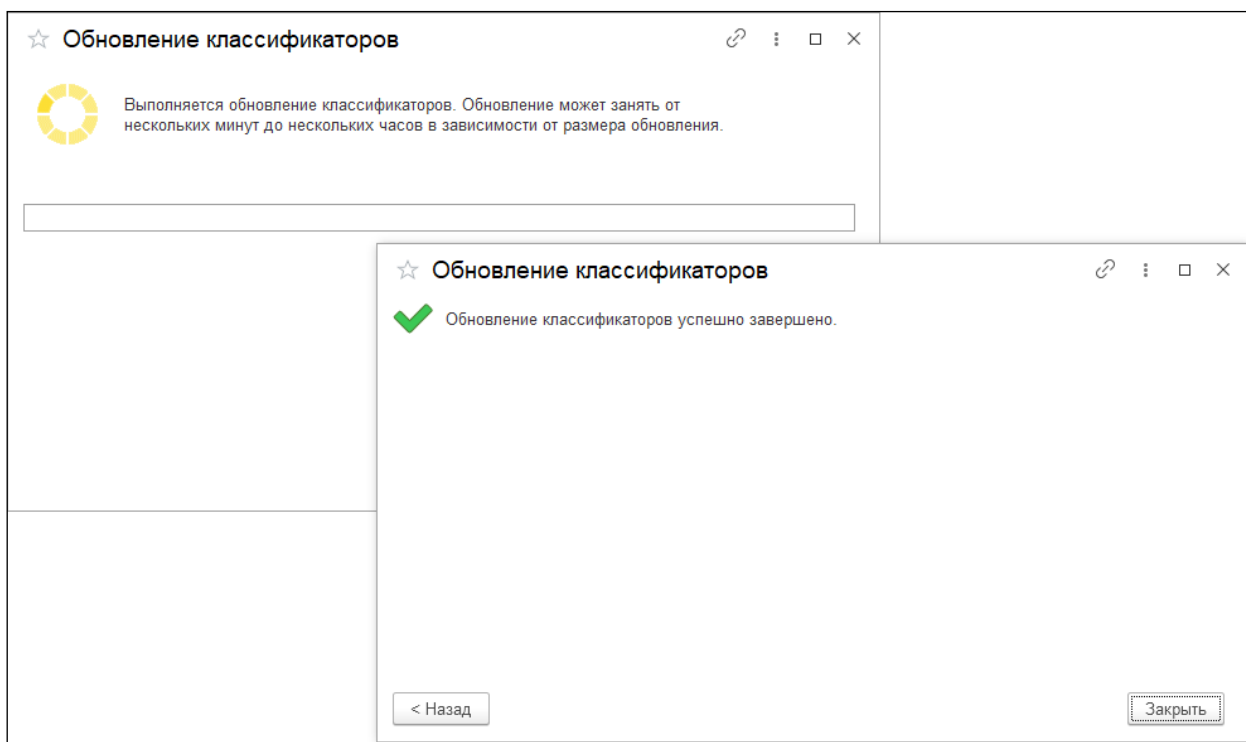 Обновление классификаторов
Выполняется обновление классификаторов. Обновление может занять от
нескольких минут до нескольких часов в зависимости от размера обновления.
Обновление классификаторов
Обновление классификаторов успешно завершено.
< Назад
Закрыть